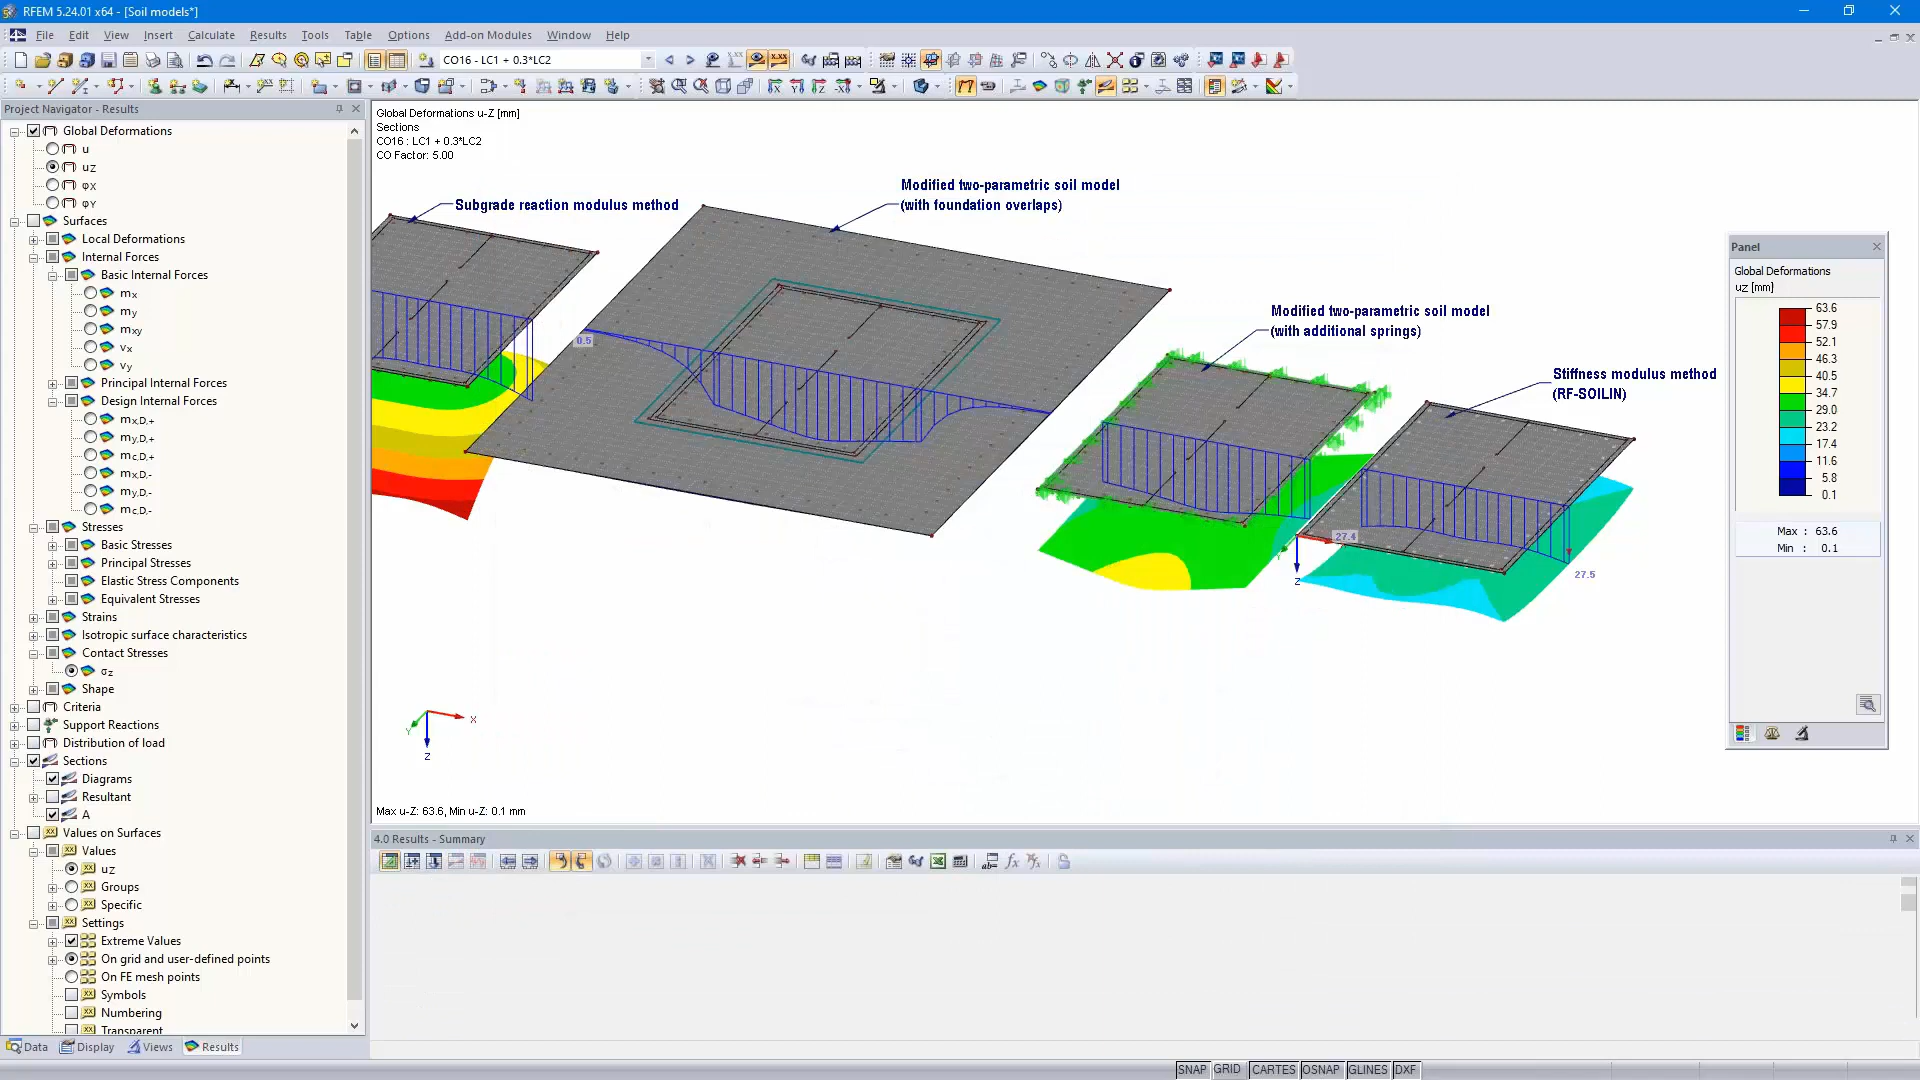 RFEM 5.24.01 x64 - [Soil models*]
File Edit View Insert Calculate Results Tools Table Options Add-on Modules Window Help
CO16 - LC1 + 0.3*LC2
Project Navigator - Results
Global Deformations
u
uZ
φX
φY
Surfaces
Local Deformations
Internal Forces
Basic Internal Forces
mx
my
mxy
vx
vy
Principal Internal Forces
Design Internal Forces
mx,D,+
my,D,+
mc,D,+
mx,D,-
my,D,-
mc,D,-
Stresses
Basic Stresses
Principal Stresses
Elastic Stress Components
Equivalent Stresses
Strains
Isotropic surface characteristics
Contact Stresses
σz
Shape
Criteria
Support Reactions
Distribution of load
Sections
Diagrams
Resultant
A
Values on Surfaces
Values
uZ
Groups
Specific
Settings
Extreme Values
On grid and user-defined points
On FE mesh points
Symbols
Numbering
Transparent
Data Display Views Results
Global Deformations u-Z [mm]
Sections
CO16 : LC1 + 0.3*LC2
CO Factor: 5.00
Subgrade reaction modulus method
Modified two-parametric soil model
(with foundation overlaps)
Modified two-parametric soil model
(with additional springs)
Stiffness modulus method
(RF-SOILIN)
0.5
27.4
27.5
Z
X
Y
Z
Max u-Z: 63.6, Min u-Z: 0.1 mm
Panel
Global Deformations
uZ [mm]
63.6
57.9
52.1
46.3
40.5
34.7
29.0
23.2
17.4
11.6
5.8
0.1
Max : 63.6
Min : 0.1
4.0 Results - Summary
SNAP GRID CARTES OSNAP GLINES DXF